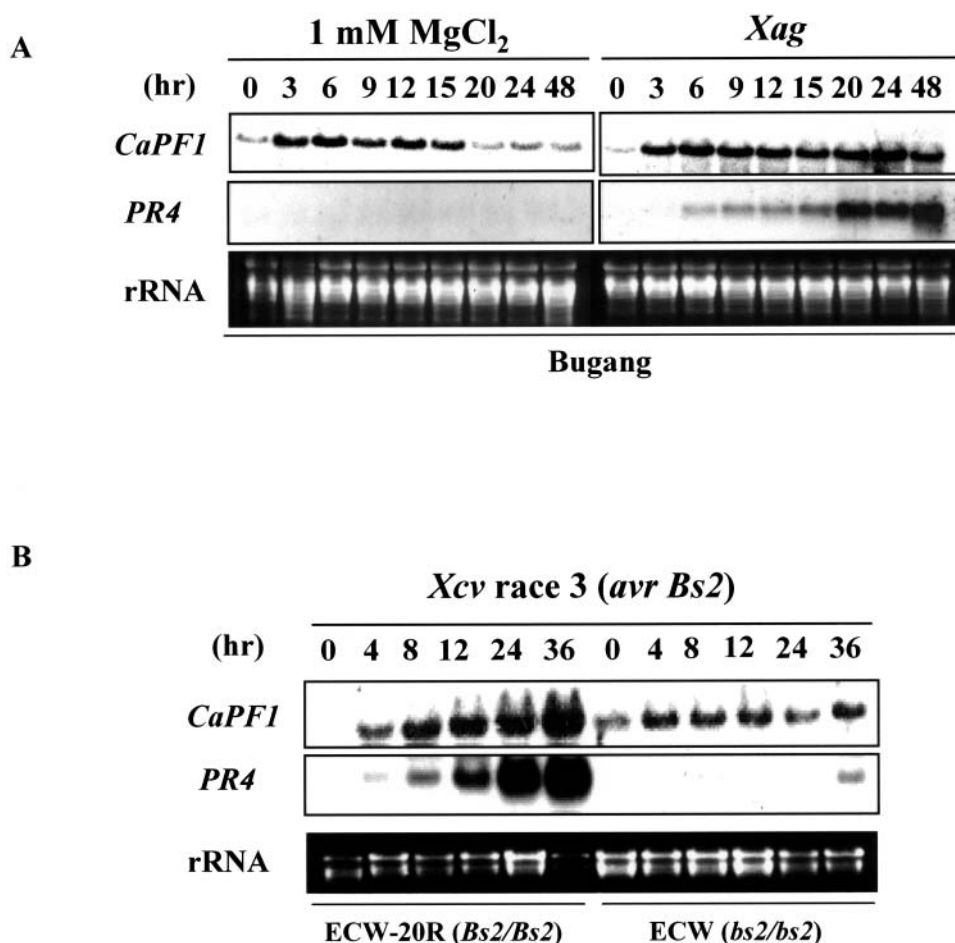 A
1 mM MgCl₂ Xag
(hr) 0 3 6 9 12 15 20 24 48 0 3 6 9 12 15 20 24 48
CaPF1
PR4
rRNA
Bugang
B
Xcv race 3 (avr Bs2)
(hr) 0 4 8 12 24 36 0 4 8 12 24 36
CaPF1
PR4
rRNA
ECW-20R (Bs2/Bs2) ECW (bs2/bs2)